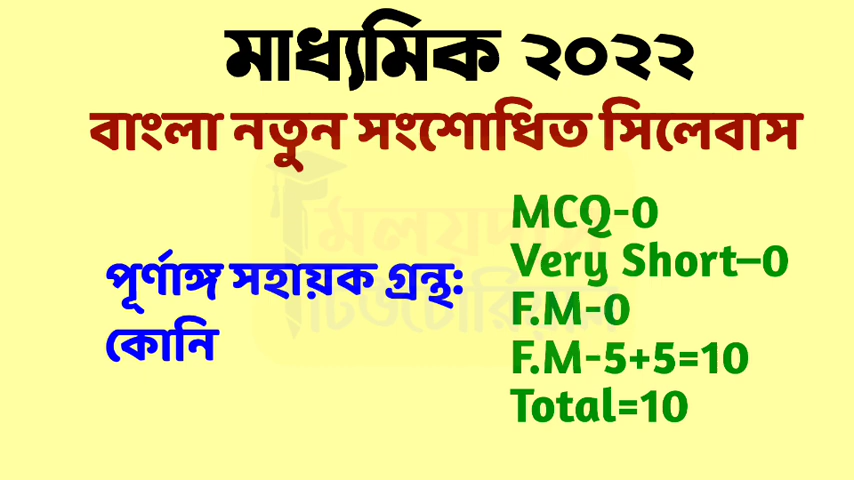 মাধ্যমিক ২০২২
বাংলা নতুন সংশোধিত সিলেবাস
পূর্ণাঙ্গ সহায়ক গ্রন্থ:
কোনি
MCQ-0
Very Short–0
F.M-0
F.M-5+5=10
Total=10